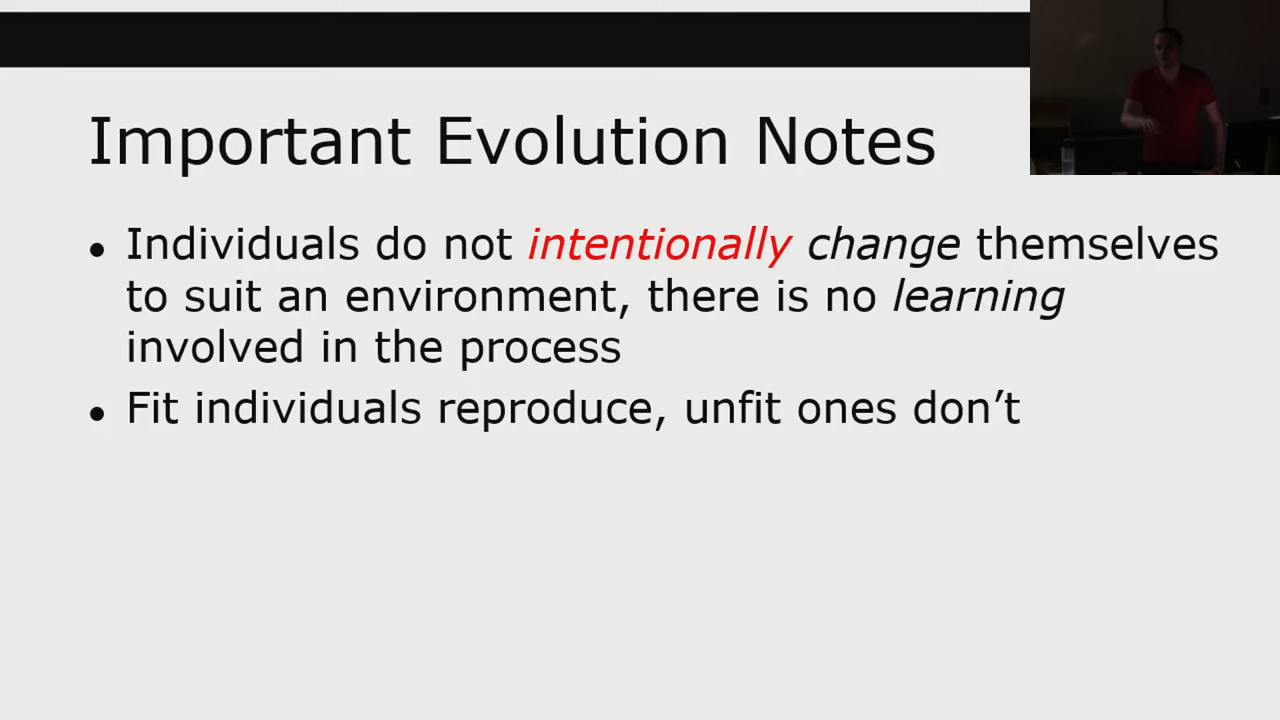 Important Evolution Notes
• Individuals do not intentionally change themselves
to suit an environment, there is no learning
involved in the process
• Fit individuals reproduce, unfit ones don’t